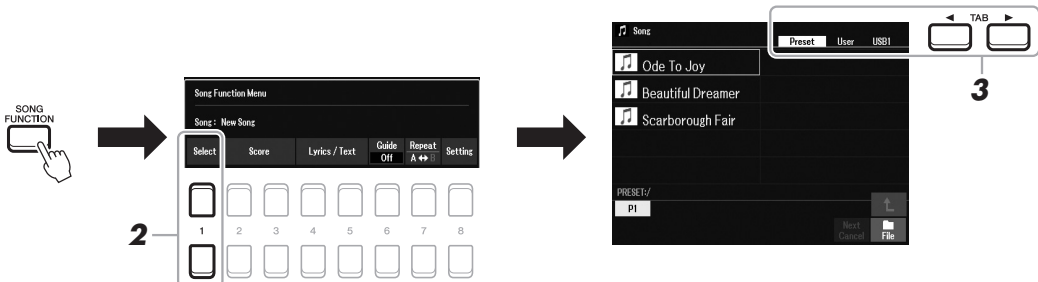 SONG
FUNCTION
Song Function Menu
Song : New Song
Select
Score
Lyrics / Text
Guide
Off
Repeat
A ↔ B
Setting
1
2
3
4
5
6
7
8
2
Song
Preset
User
USB1
Ode To Joy
Beautiful Dreamer
Scarborough Fair
PRESET:/
P1
Next
Cancel
File
◀ TAB ▶
3